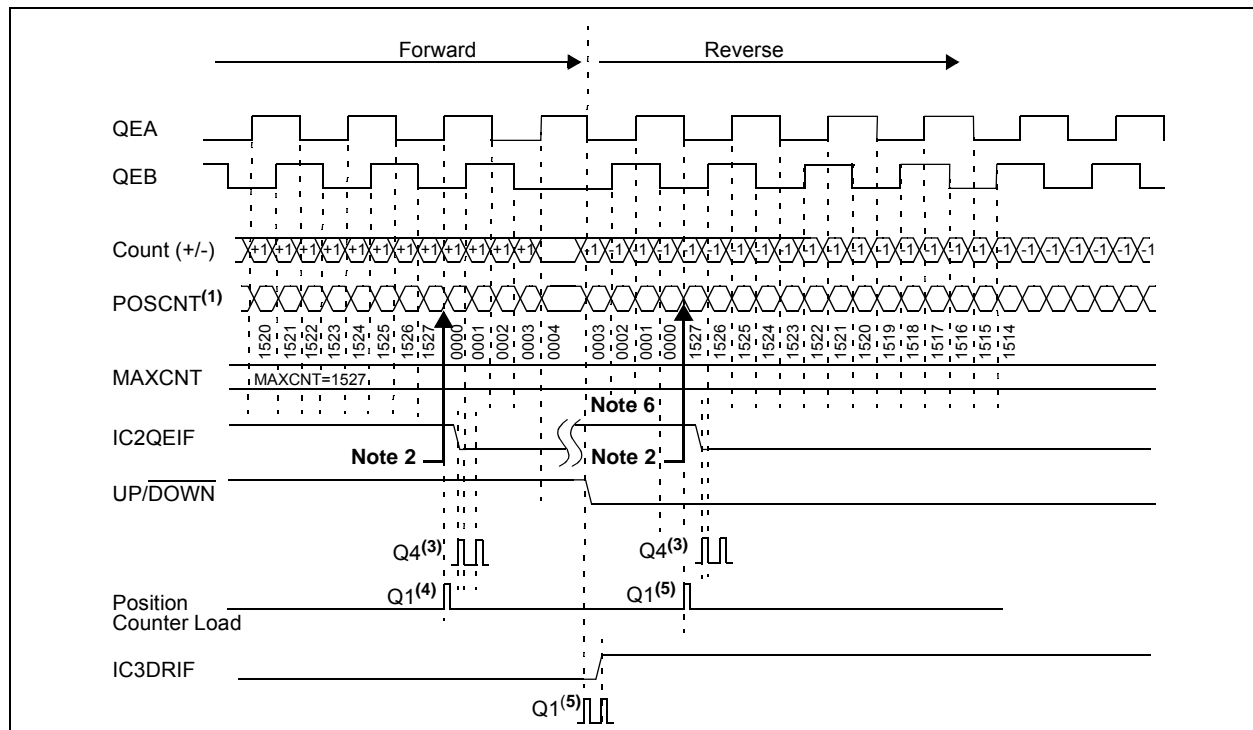 Forward Reverse
QEA
QEB
Count (+/-) +1 +1 +1 +1 +1 +1 +1 +1 +1 +1 +1 +1 -1 -1 -1 -1 -1 -1 -1 -1 -1 -1 -1 -1 -1 -1 -1 -1 -1 -1 -1 -1 -1 -1 -1 -1
POSCNT(1)
1520 1521 1522 1523 1524 1525 1526 1527 0000 0001 0002 0003 0004 0003 0002 0001 0000 1527 1526 1525 1524 1523 1522 1521 1520 1519 1518 1517 1516 1515 1514
MAXCNT MAXCNT=1527
Note 6
IC2QEIF
Note 2 Note 2
UP/DOWN
Q4(3) Q4(3)
Q1(4) Q1(5)
Position
Counter Load
IC3DRIF
Q1(5)